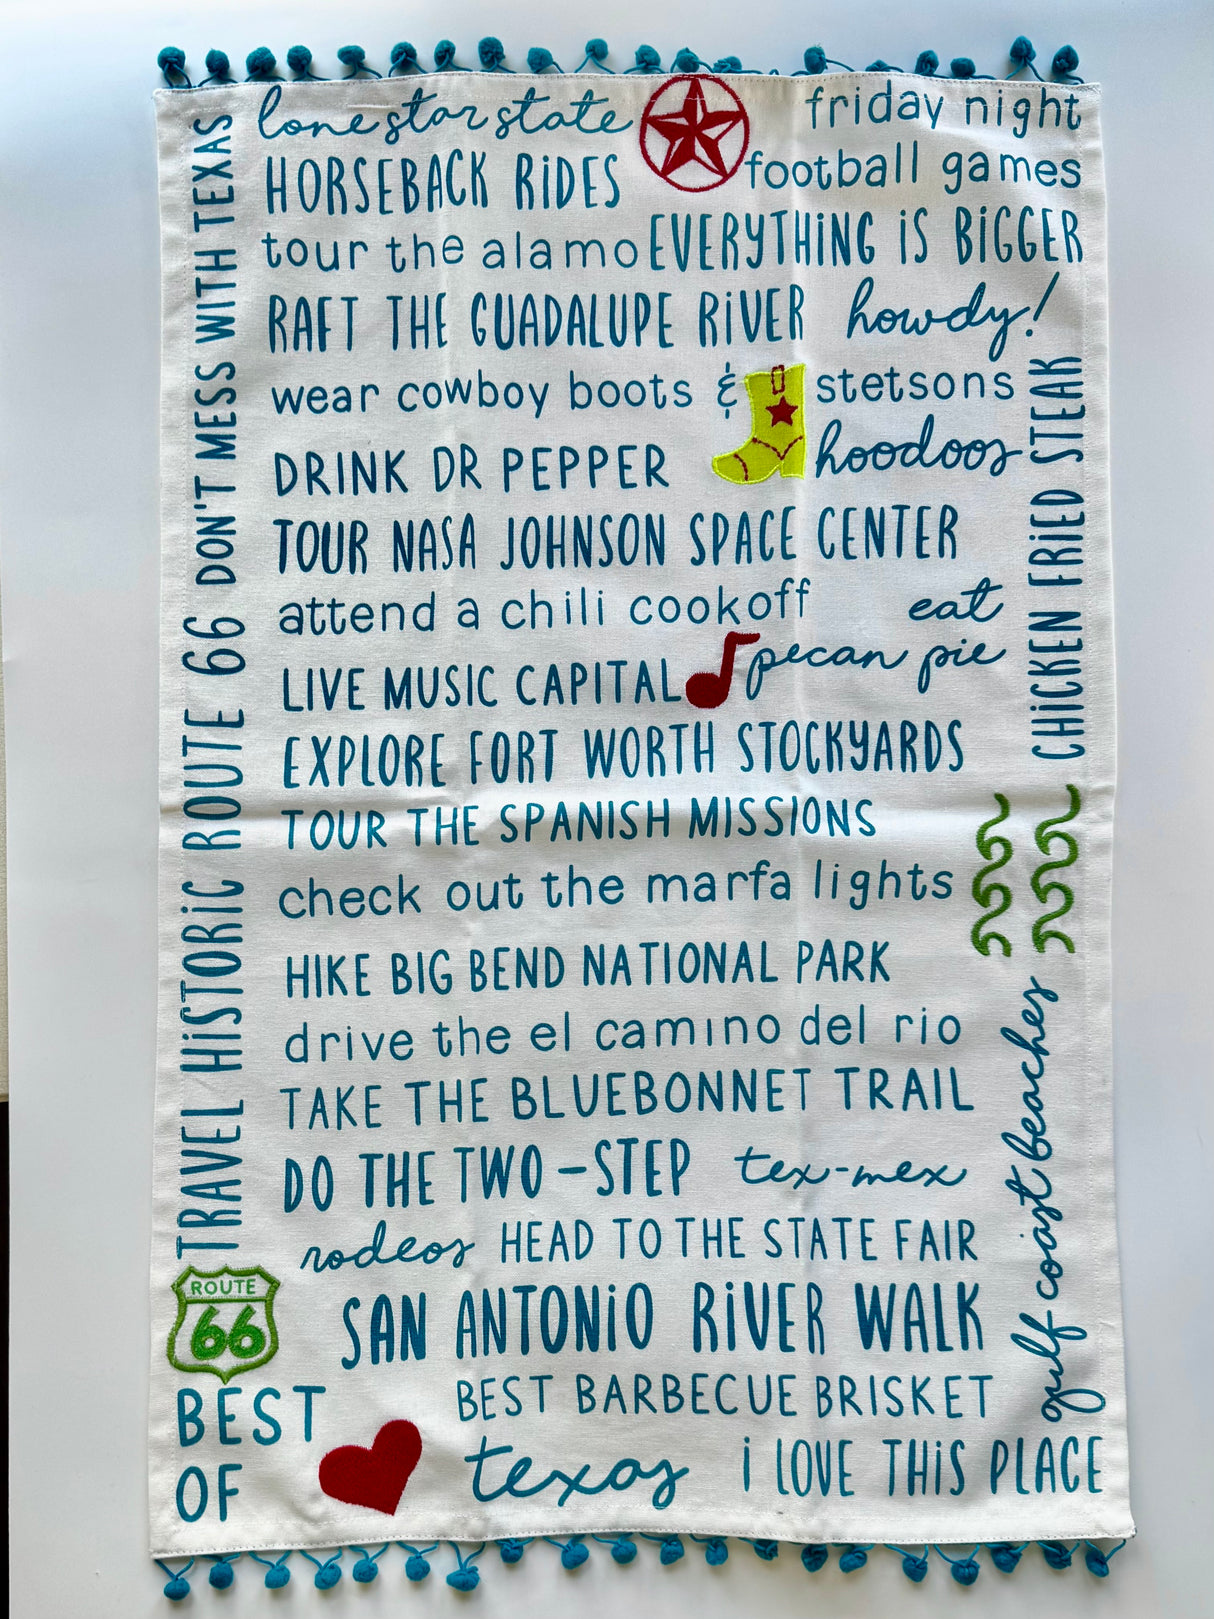 lone star state
friday night
HORSEBACK RiDES
football games
tour the alamo
EVERYTHiNG iS BiGGER
RAFT THE GUADALUPE RiVER
howdy!
wear cowboy boots & stetsons
DRINK DR PEPPER
hoodoos
TOUR NASA JOHNSON SPACE CENTER
attend a chili cookoff
eat
pecan pie
LIVE MUSIC CAPITAL
EXPLORE FORT WORTH STOCKYARDS
TOUR THE SPANISH MISSIONS
check out the marfa lights
HIKE BIG BEND NATIONAL PARK
drive the el camino del rio
TAKE THE BLUEBONNET TRAIL
DO THE TWO-STEP
tex-mex
rodeos
HEAD TO THE STATE FAIR
SAN ANTONiO RiVER WALK
BEST BARBECUE BRISKET
BEST
OF
texas
i LOVE THiS PLACE
DON'T MESS WITH TEXAS
TRAVEL HiSTORiC ROUTE 66
ROUTE
66
CHiCKEN FRiED STEAK
gulf coast beaches